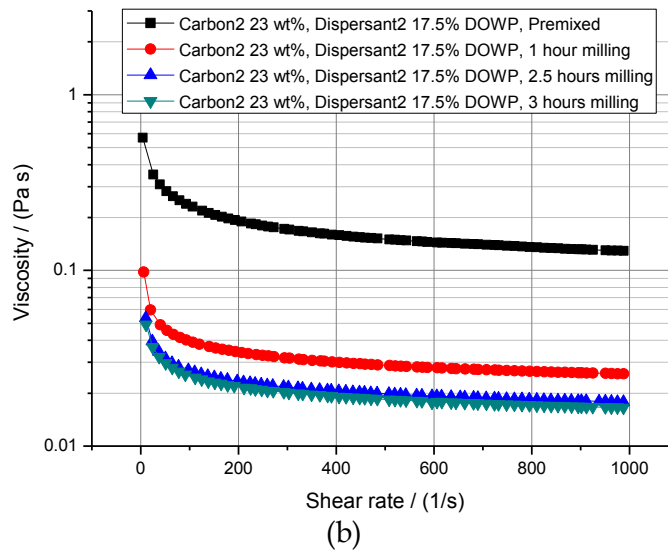 Carbon2 23 wt%, Dispersant2 17.5% DOWP, Premixed
Carbon2 23 wt%, Dispersant2 17.5% DOWP, 1 hour milling
Carbon2 23 wt%, Dispersant2 17.5% DOWP, 2.5 hours milling
Carbon2 23 wt%, Dispersant2 17.5% DOWP, 3 hours milling
1
0.1
0.01
Viscosity / (Pa s)
0 200 400 600 800 1000
Shear rate / (1/s)
(b)